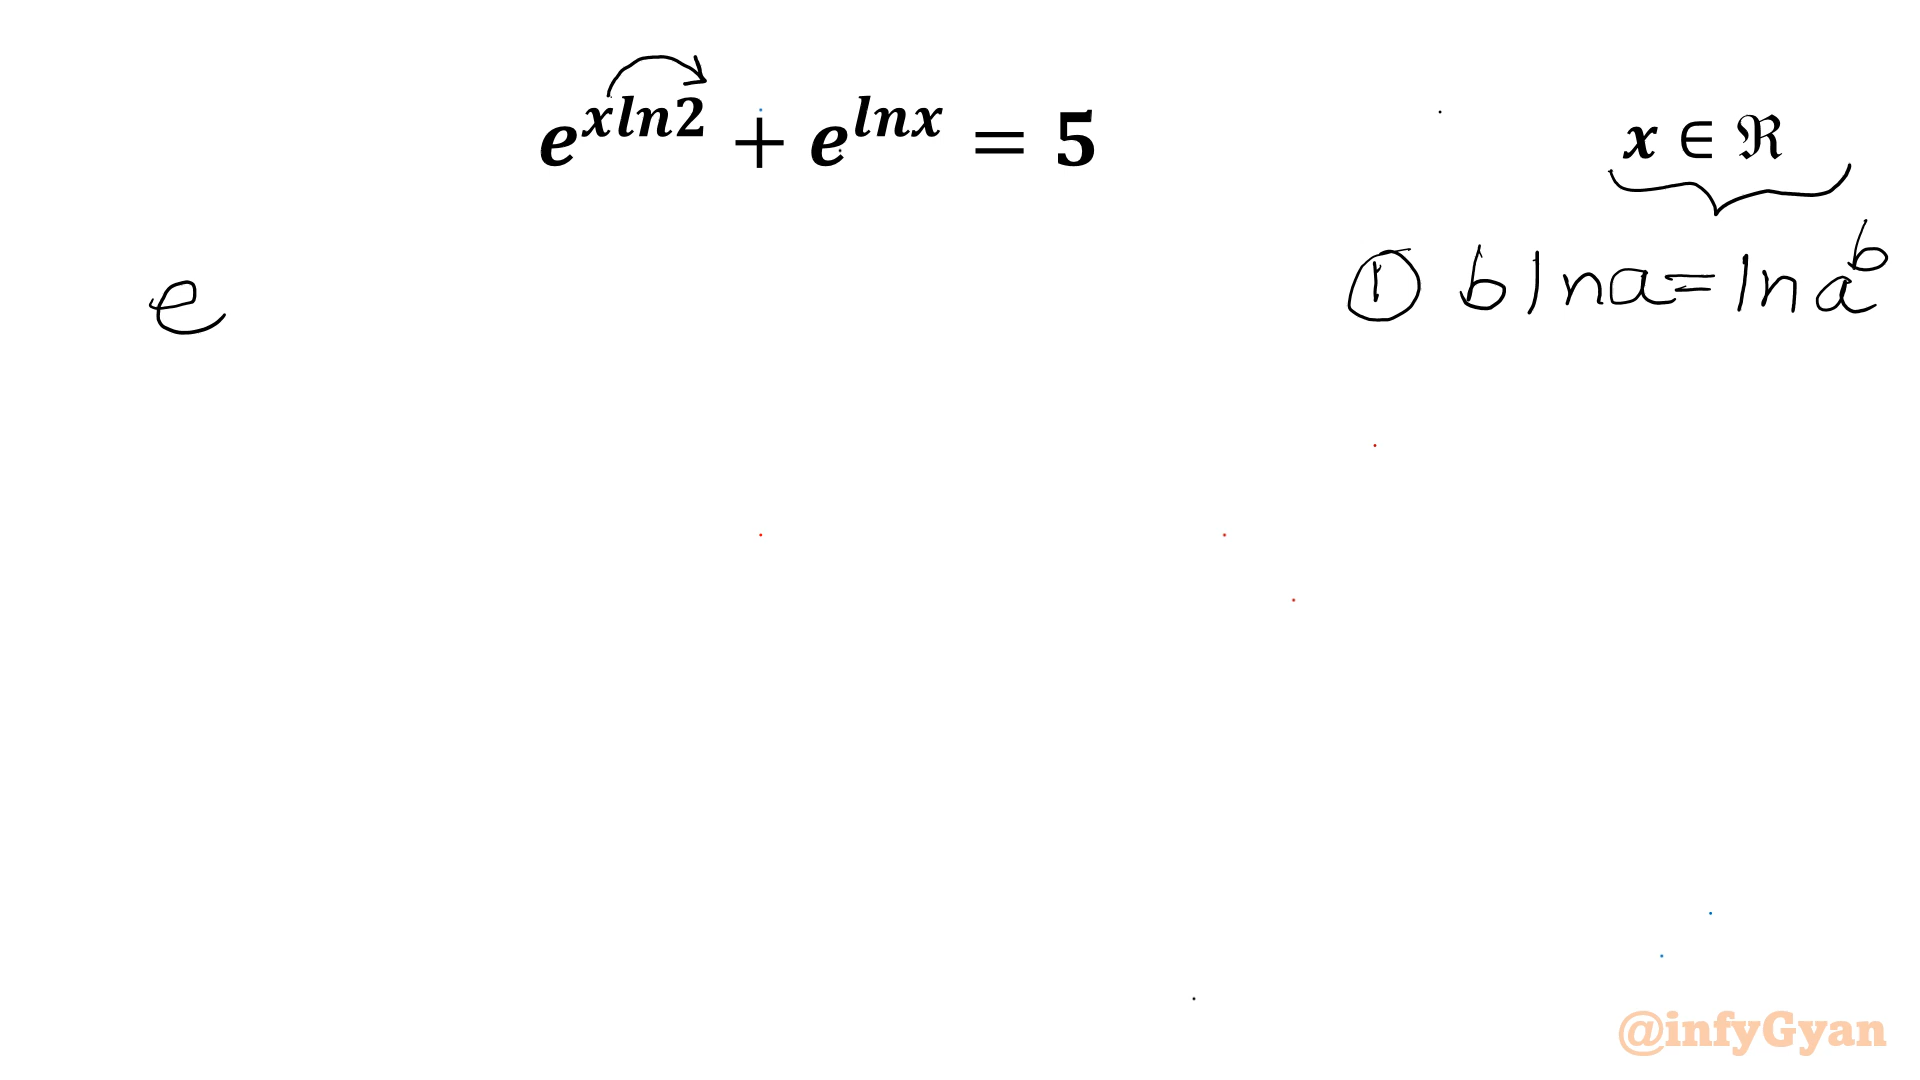 e^{xln2} + e^{lnx} = 5
x ∈ ℜ
① b ln a = ln a^b
e
@infyGyan